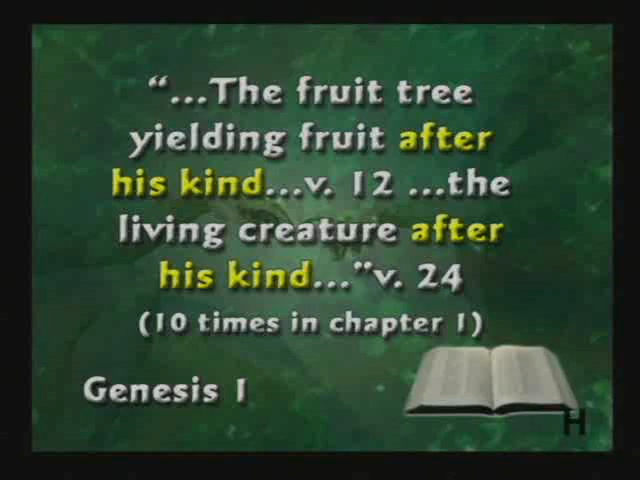 “...The fruit tree
yielding fruit after
his kind...v. 12 ...the
living creature after
his kind...”v. 24
(10 times in chapter 1)
Genesis 1
H